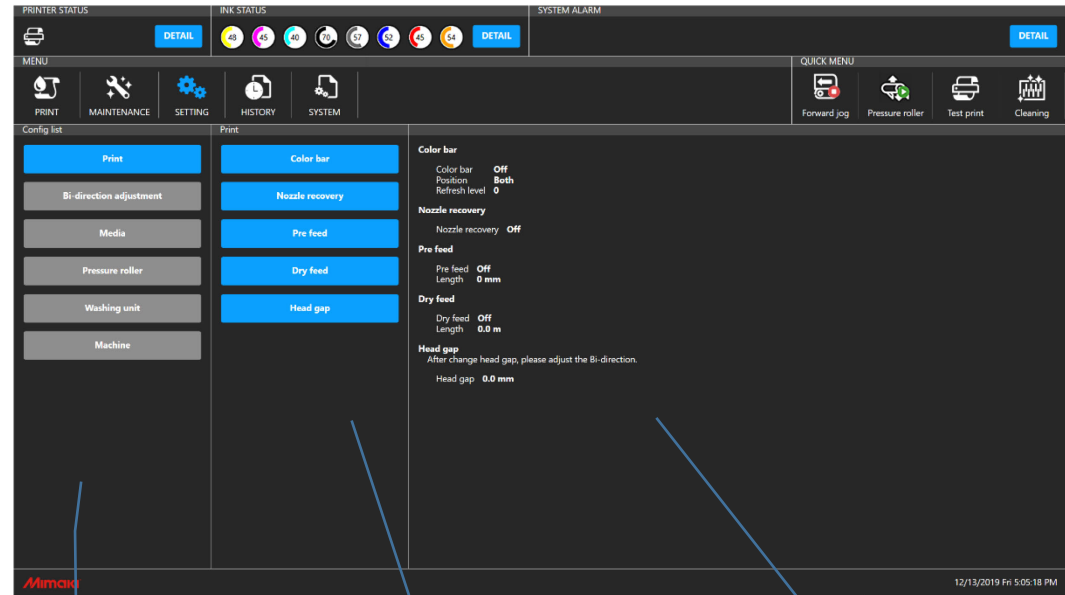 PRINTER STATUS
INK STATUS
SYSTEM ALARM
DETAIL
48 45 40 70 57 52 45 54
DETAIL
DETAIL
MENU
QUICK MENU
PRINT
MAINTENANCE
SETTING
HISTORY
SYSTEM
Forward jog
Pressure roller
Test print
Cleaning
Config list
Print
Bi-direction adjustment
Media
Pressure roller
Washing unit
Machine
Print
Color bar
Nozzle recovery
Pre feed
Dry feed
Head gap
Color bar
Color bar Off
Position Both
Refresh level 0
Nozzle recovery
Nozzle recovery Off
Pre feed
Pre feed Off
Length 0 mm
Dry feed
Dry feed Off
Length 0.0 m
Head gap
After change head gap, please adjust the Bi-direction.
Head gap 0.0 mm
Mimaki
12/13/2019 Fri 5:05:18 PM